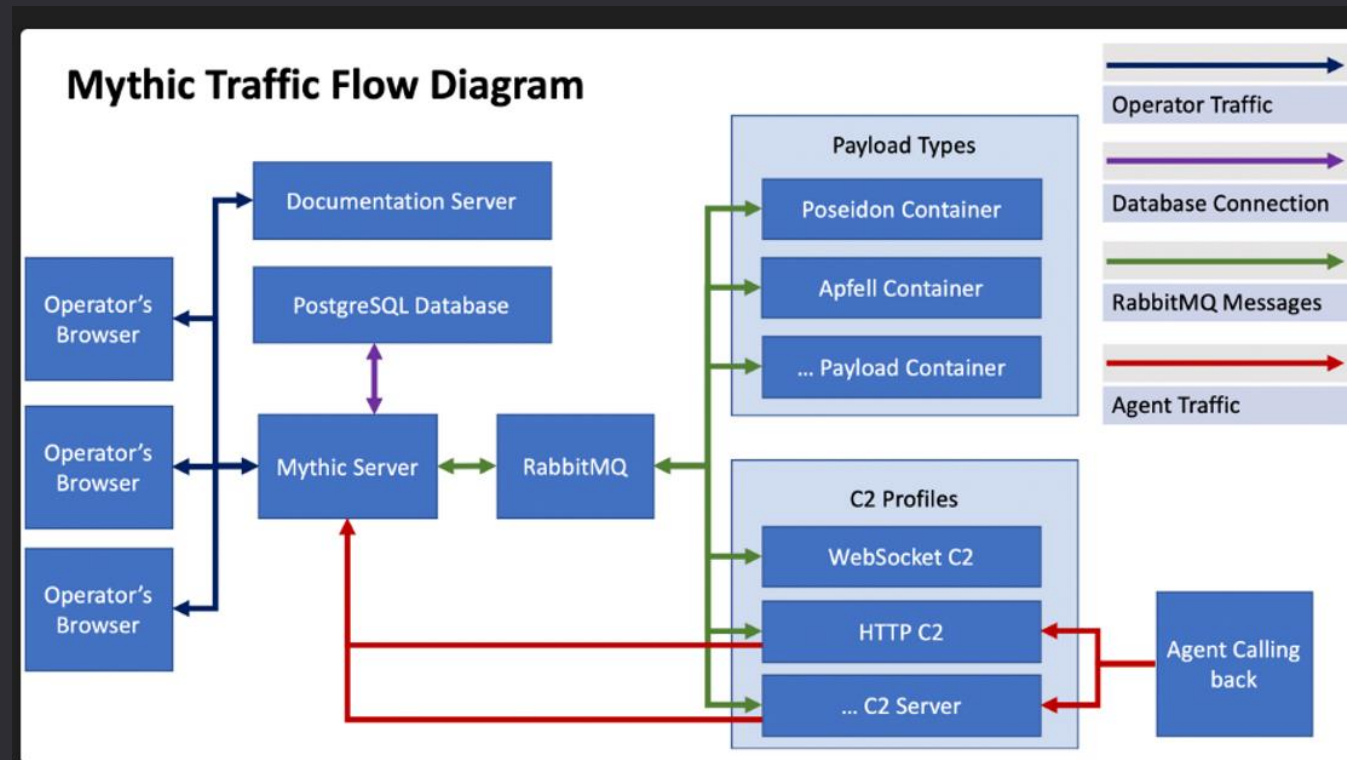 Mythic Traffic Flow Diagram
Operator Traffic
Database Connection
RabbitMQ Messages
Agent Traffic
Documentation Server
PostgreSQL Database
Operator's
Browser
Operator's
Browser
Operator's
Browser
Mythic Server
RabbitMQ
Payload Types
Poseidon Container
Apfell Container
... Payload Container
C2 Profiles
WebSocket C2
HTTP C2
... C2 Server
Agent Calling
back